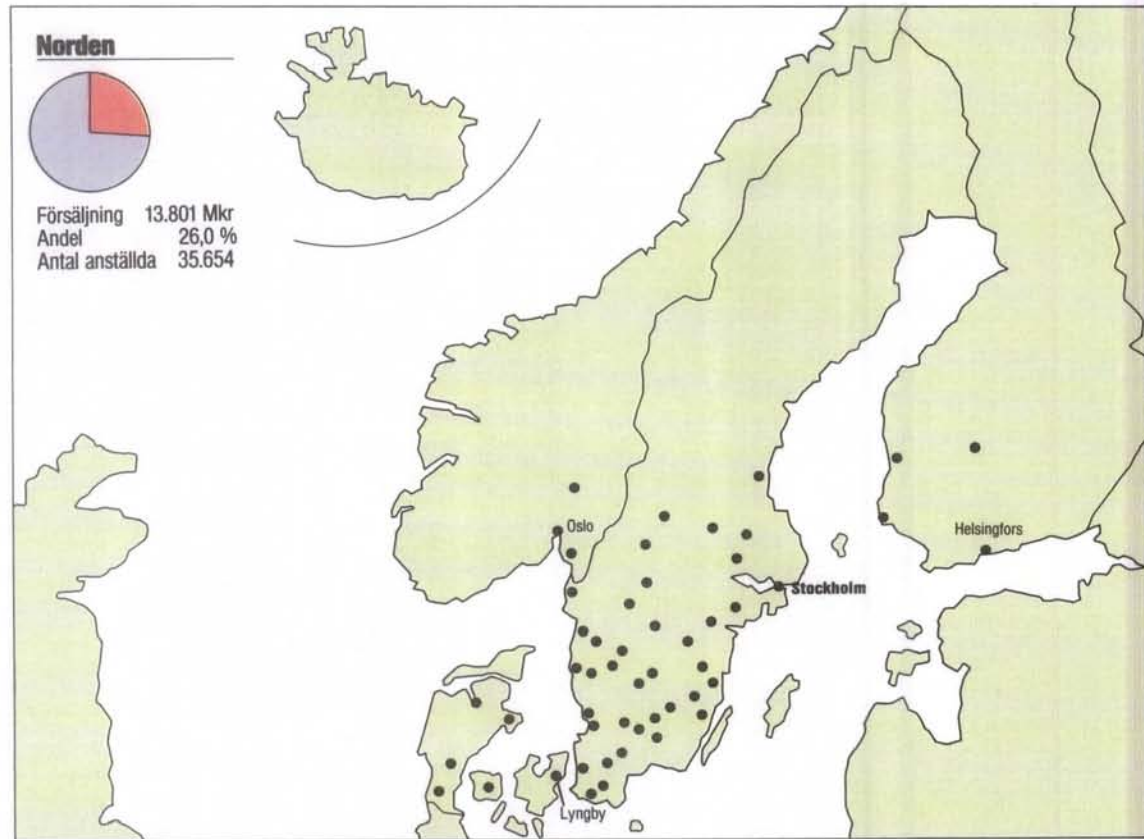 Norden
Försäljning 13.801 Mkr
Andel 26,0 %
Antal anställda 35.654
Oslo
Helsingfors
Stockholm
Lyngby